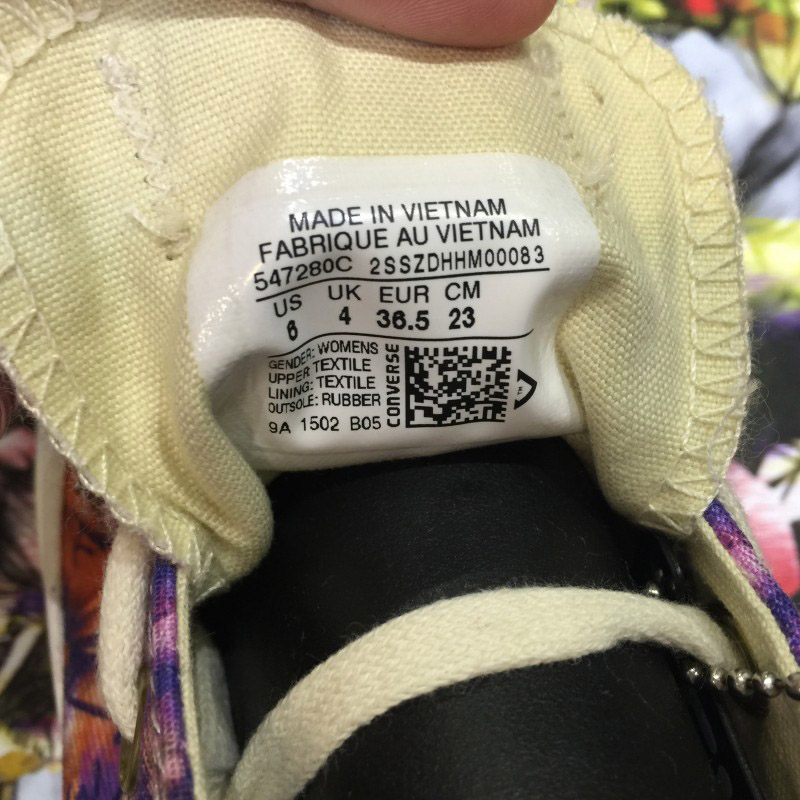 MADE IN VIETNAM
FABRIQUE AU VIETNAM
547280C 2SSZDHHM00083
US UK EUR CM
6 4 36.5 23
GENDER: WOMENS
UPPER TEXTILE
LINING: TEXTILE
OUTSOLE: RUBBER
9A 1502 B05
CONVERSE